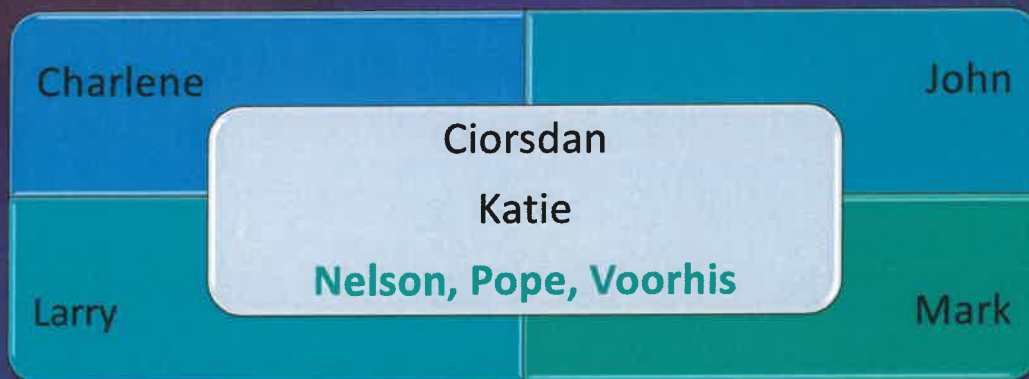 Charlene
John
Ciorsdan
Katie
Nelson, Pope, Voorhis
Larry
Mark